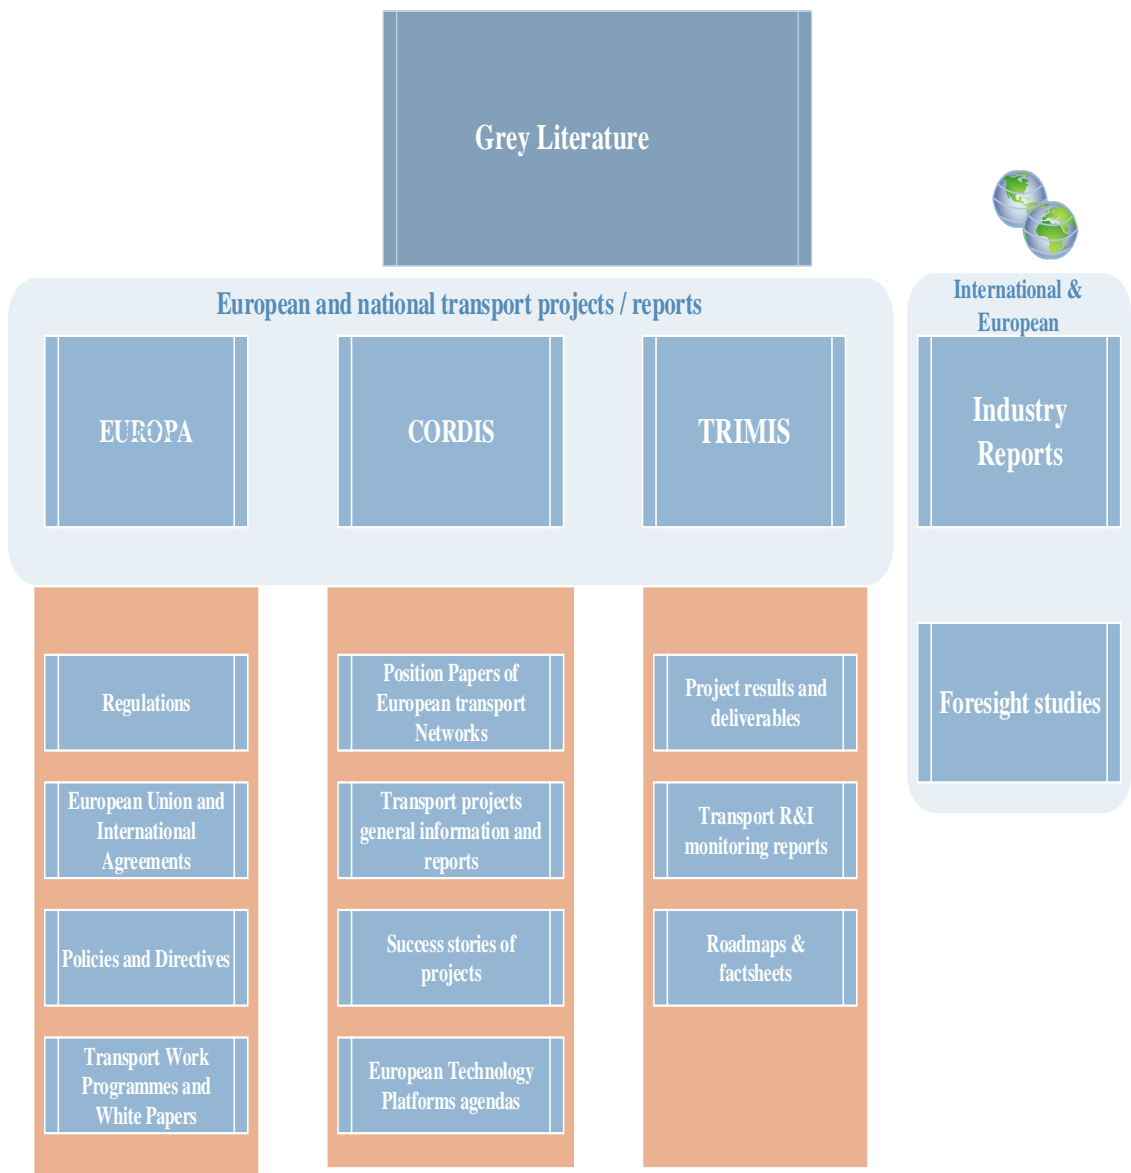 Grey Literature
European and national transport projects / reports
EUROPA
CORDIS
TRIMIS
Regulations
European Union and
International
Agreements
Policies and Directives
Transport Work
Programmes and
White Papers
Position Papers of
European transport
Networks
Transport projects
general information and
reports
Success stories of
projects
European Technology
Platforms agendas
Project results and
deliverables
Transport R&I
monitoring reports
Roadmaps &
factsheets
International &
European
Industry
Reports
Foresight studies